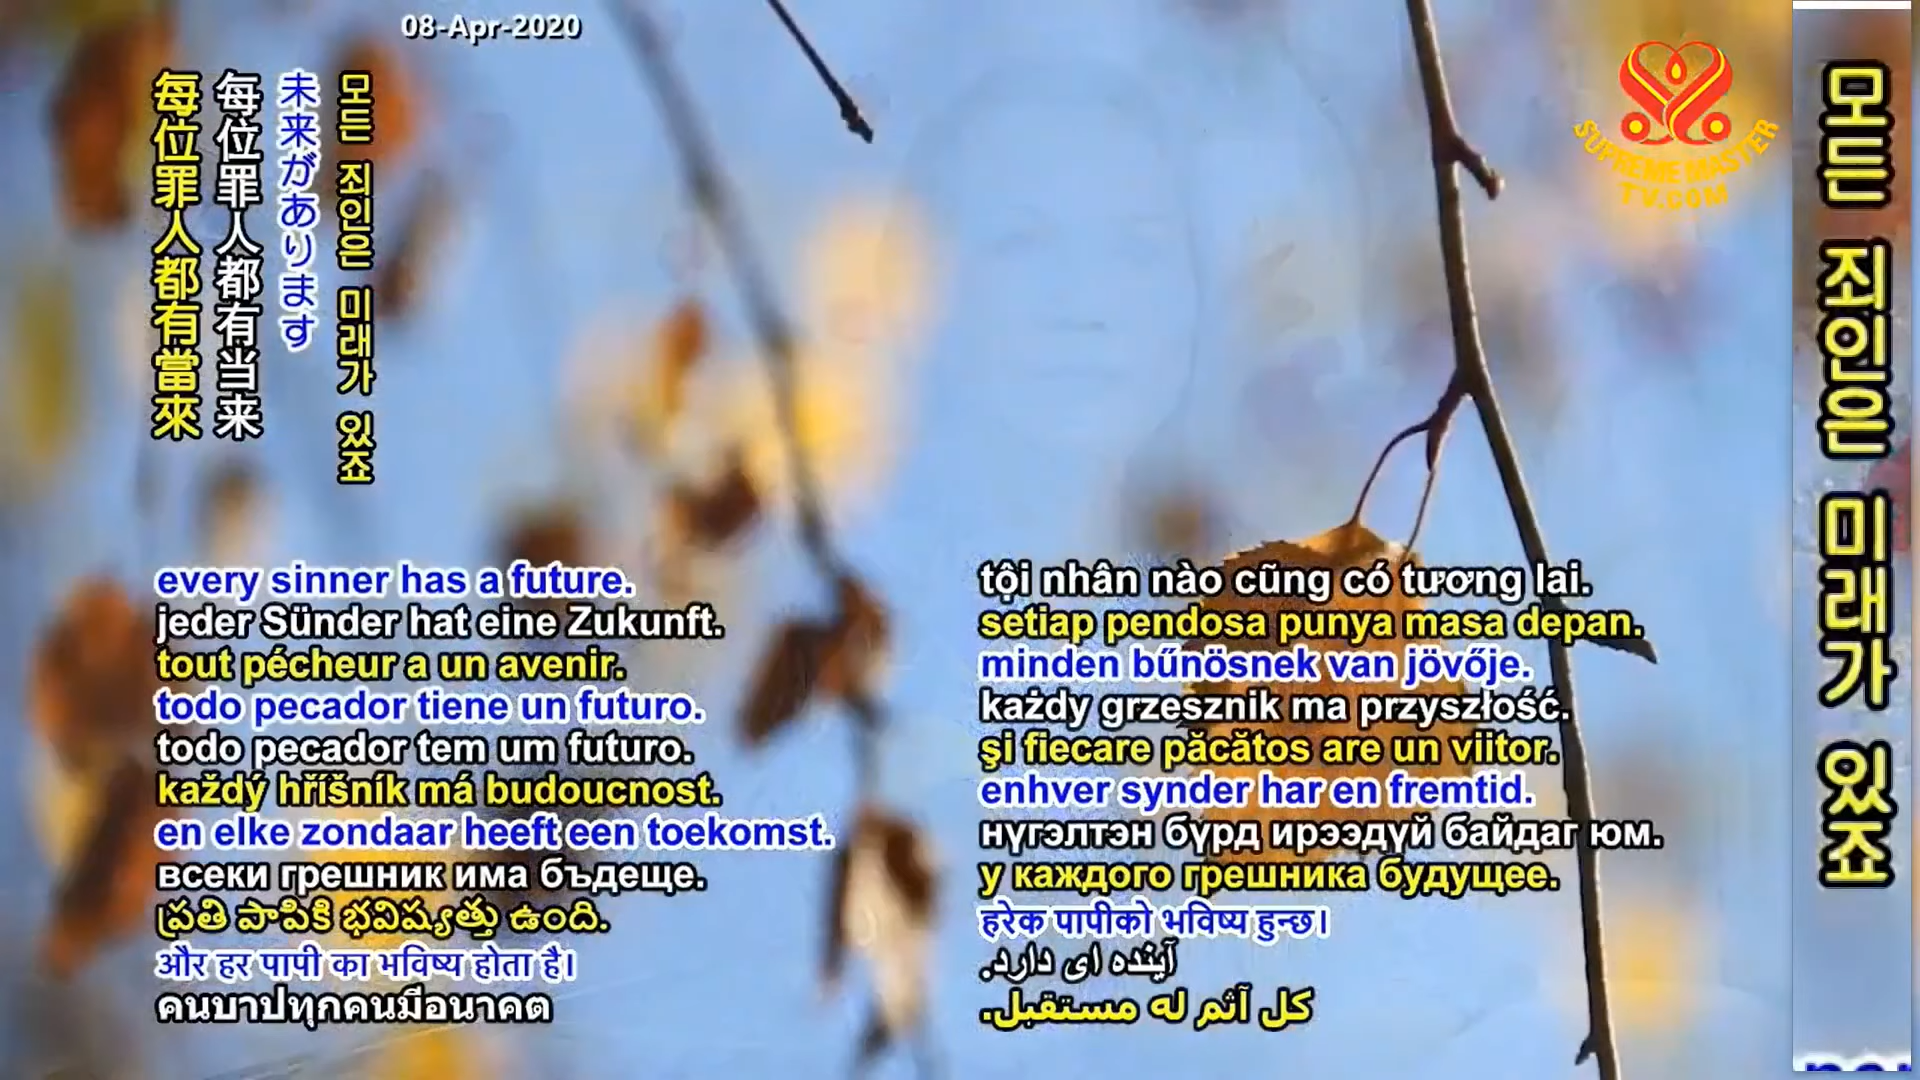 08-Apr-2020
SUPREME MASTER
TV.COM
모든 죄인은 미래가 있죠
未来があります
每位罪人都有当来
每位罪人都有當來
모든 죄인은 미래가 있죠
every sinner has a future.
jeder Sünder hat eine Zukunft.
tout pécheur a un avenir.
todo pecador tiene un futuro.
todo pecador tem um futuro.
každý hříšník má budoucnost.
en elke zondaar heeft een toekomst.
всеки грешник има бъдеще.
ప్రతి పాపికి భవిష్యత్తు ఉంది.
और हर पापी का भविष्य होता है।
คนบาปทุกคนมีอนาคต
tội nhân nào cũng có tương lai.
setiap pendosa punya masa depan.
minden bűnösnek van jövője.
każdy grzesznik ma przyszłość.
şi fiecare păcătos are un viitor.
enhver synder har en fremtid.
нүгэлтэн бүрд ирээдүй байдаг юм.
у каждого грешника будущее.
हरेक पापीको भविष्य हुन्छ।
آینده ای دارد.
كل آثم له مستقبل.